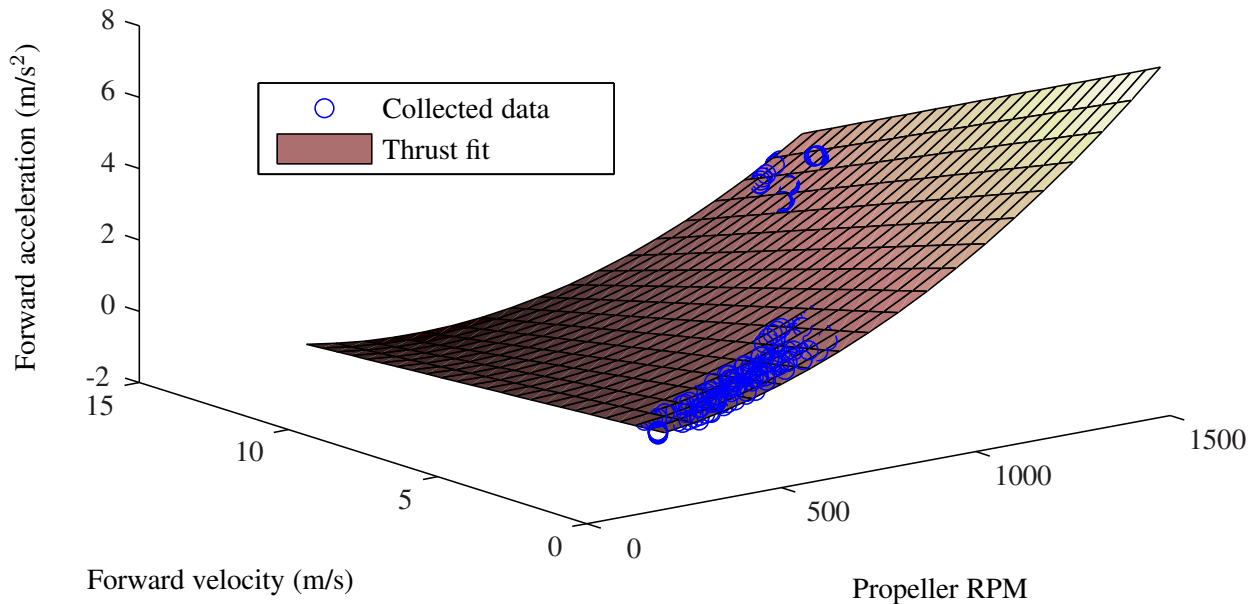 8
6
4
2
0
-2
Forward acceleration (m/s²)
Collected data
Thrust fit
15
10
5
0
Forward velocity (m/s)
0
500
1000
1500
Propeller RPM